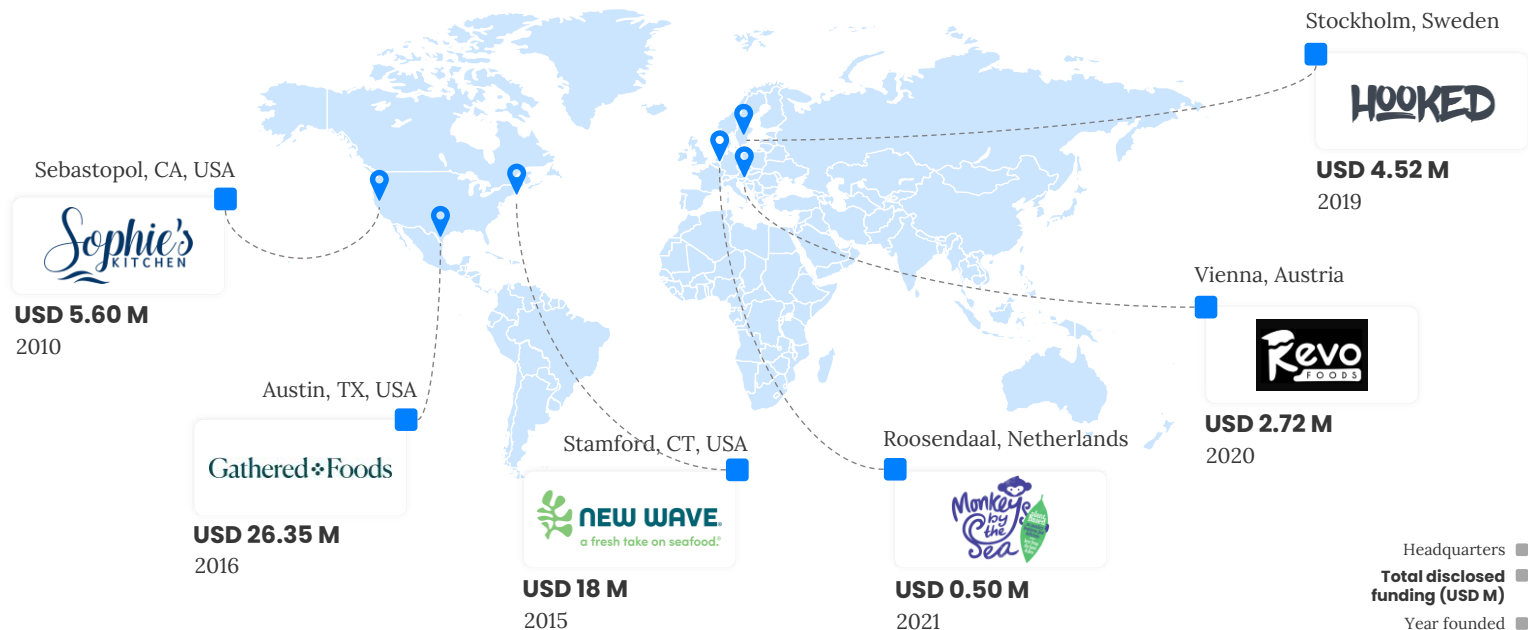 Stockholm, Sweden
HOOKED
USD 4.52 M
2019
Sebastopol, CA, USA
Sophie's
KITCHEN
USD 5.60 M
2010
Vienna, Austria
Revo
FOODS
USD 2.72 M
2020
Austin, TX, USA
Gathered Foods
USD 26.35 M
2016
Stamford, CT, USA
NEW WAVE®
a fresh take on seafood.®
USD 18 M
2015
Roosendaal, Netherlands
Monkeys
by
the
Sea
USD 0.50 M
2021
Headquarters
Total disclosed
funding (USD M)
Year founded